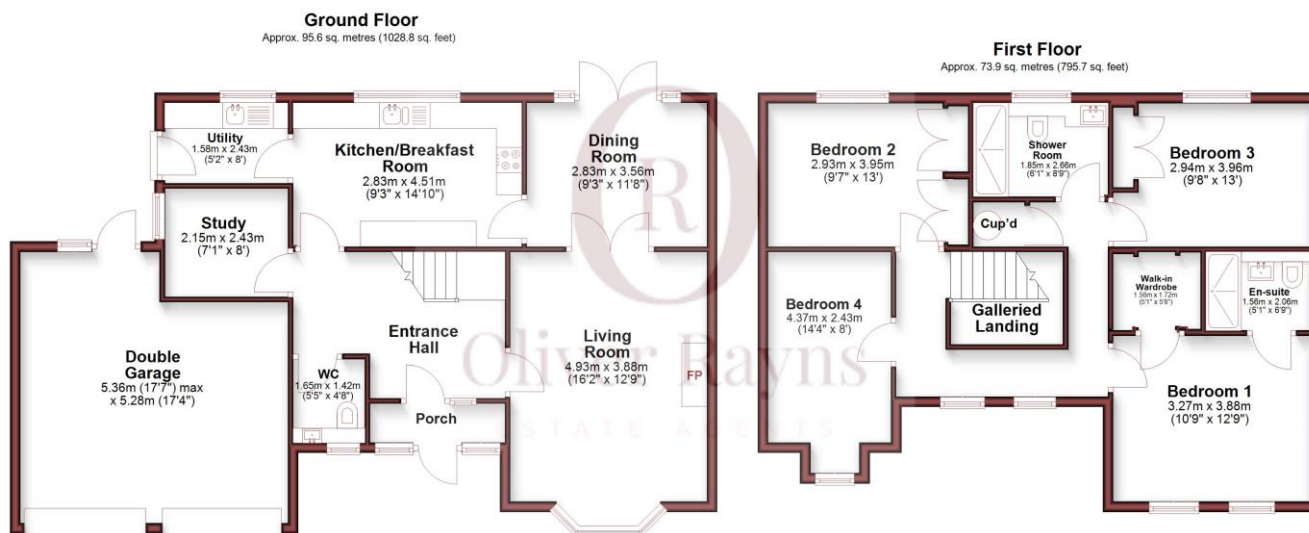 Ground Floor
Approx. 95.6 sq. metres (1028.8 sq. feet)
Utility
1.58m x 2.43m
(5'2" x 8')
Kitchen/Breakfast
Room
2.83m x 4.51m
(9'3" x 14'10")
Dining
Room
2.83m x 3.56m
(9'3" x 11'8")
Study
2.15m x 2.43m
(7'1" x 8')
Double
Garage
5.36m (17'7") max
x 5.28m (17'4")
Entrance
Hall
WC
1.65m x 1.42m
(5'5" x 4'8")
Porch
Living
Room
4.93m x 3.88m
(16'2" x 12'9")
FP
First Floor
Approx. 73.9 sq. metres (795.7 sq. feet)
Bedroom 2
2.93m x 3.95m
(9'7" x 13')
Shower
Room
1.85m x 2.66m
(6'1" x 8'9")
Bedroom 3
2.94m x 3.96m
(9'8" x 13')
Cup'd
Bedroom 4
4.37m x 2.43m
(14'4" x 8')
Galleried
Landing
Walk-in
Wardrobe
1.56m x 1.72m
(5'1" x 5'8")
En-suite
1.56m x 2.06m
(5'1" x 6'9")
Bedroom 1
3.27m x 3.88m
(10'9" x 12'9")
R
Oliver Rayns
ESTATE AGENTS